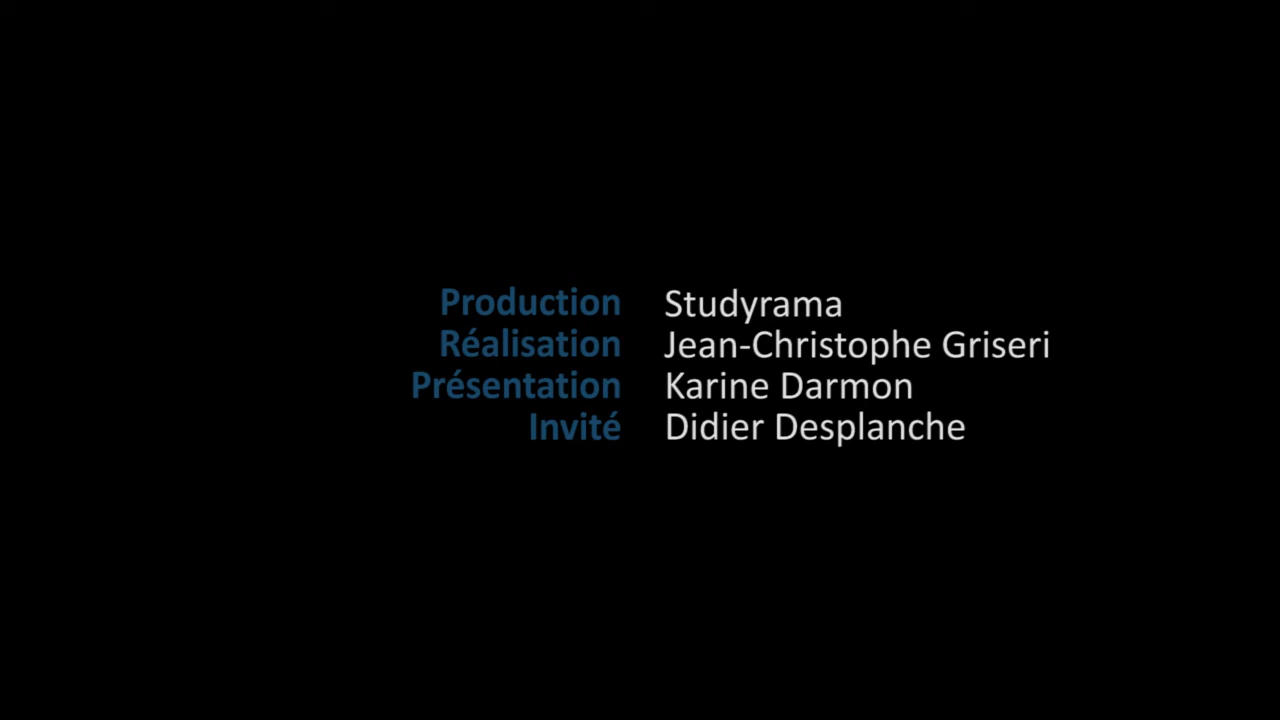 Production Studyrama
Réalisation Jean-Christophe Griseri
Présentation Karine Darmon
Invité Didier Desplanche